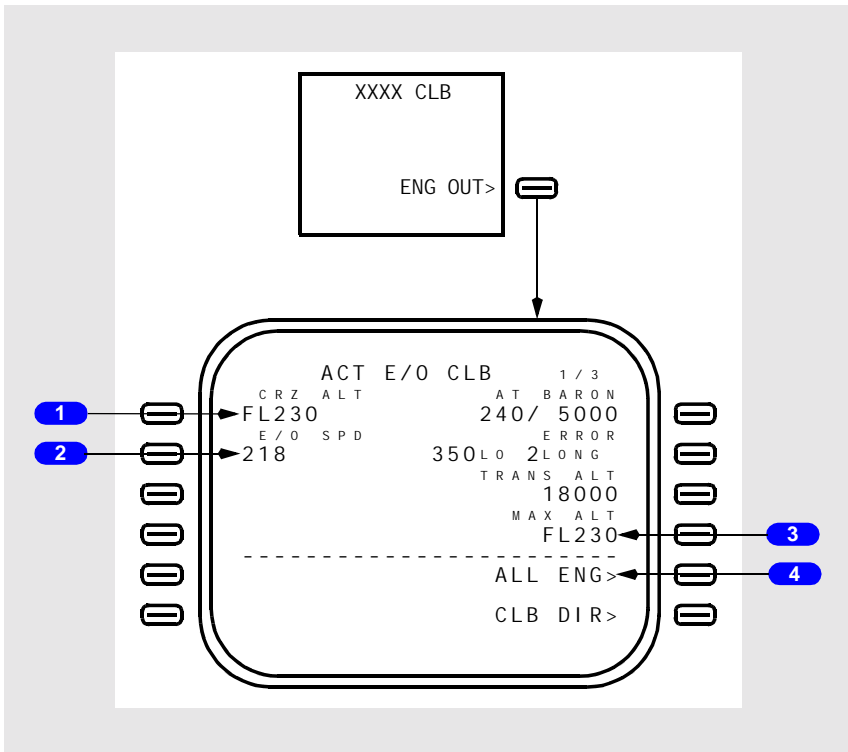 XXXX CLB
ENG OUT>
ACT E/O CLB 1/3
CRZ ALT AT BARON
1 FL230 240/ 5000
E/O SPD ERROR
2 218 350LO 2LONG
TRANS ALT
18000
MAX ALT
FL230 3
------------------------
ALL ENG> 4
CLB DIR>